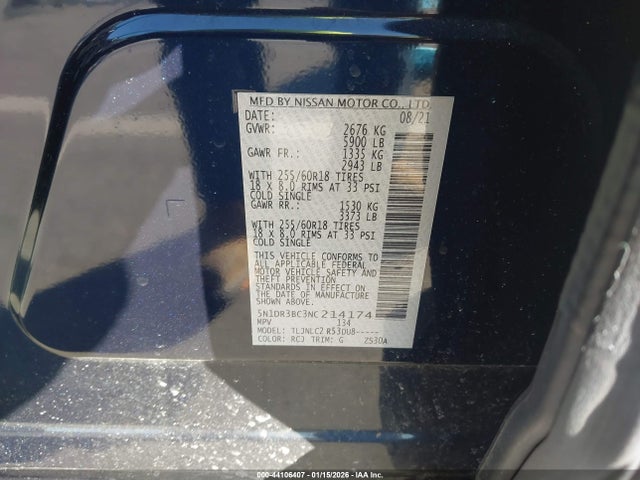 MFD BY NISSAN MOTOR CO., LTD.
DATE: 08/21
GVWR: 2676 KG
5900 LB
GAWR FR.: 1335 KG
2943 LB
WITH 255/60R18 TIRES
18 X 8.0 RIMS AT 33 PSI
COLD SINGLE
GAWR RR.: 1530 KG
3373 LB
WITH 255/60R18 TIRES
18 X 8.0 RIMS AT 33 PSI
COLD SINGLE
THIS VEHICLE CONFORMS TO
ALL APPLICABLE FEDERAL
MOTOR VEHICLE SAFETY AND
THEFT PREVENTION
STANDARDS IN EFFECT ON
THE DATE OF MANUFACTURE
SHOWN ABOVE.
5N1DR3BC3NC214174
MPV 134
MODEL: TLJNLC2 R53DU8-----
COLOR: RCJ TRIM: G ZS30A
000-44106407 - 01/15/2026 - IAA Corp.